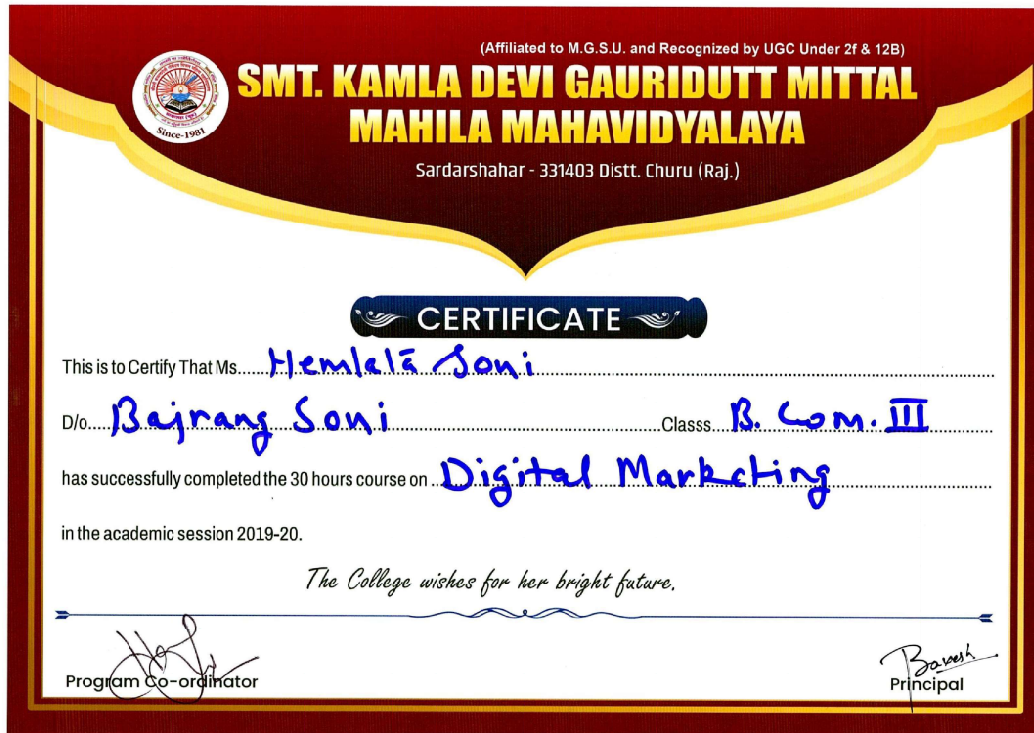 (Affiliated to M.G.S.U. and Recognized by UGC Under 2f & 12B)
SMT. KAMLA DEVI GAURIDUTT MITTAL
MAHILA MAHAVIDYALAYA
Sardarshahar - 331403 Distt. Churu (Raj.)
Since-1981
CERTIFICATE
This is to Certify That Ms. Hemlatā Soni
D/o Bajrang Soni Classs B. Com. III
has successfully completed the 30 hours course on Digital Marketing
in the academic session 2019-20.
The College wishes for her bright future.
Program Co-ordinator
Principal